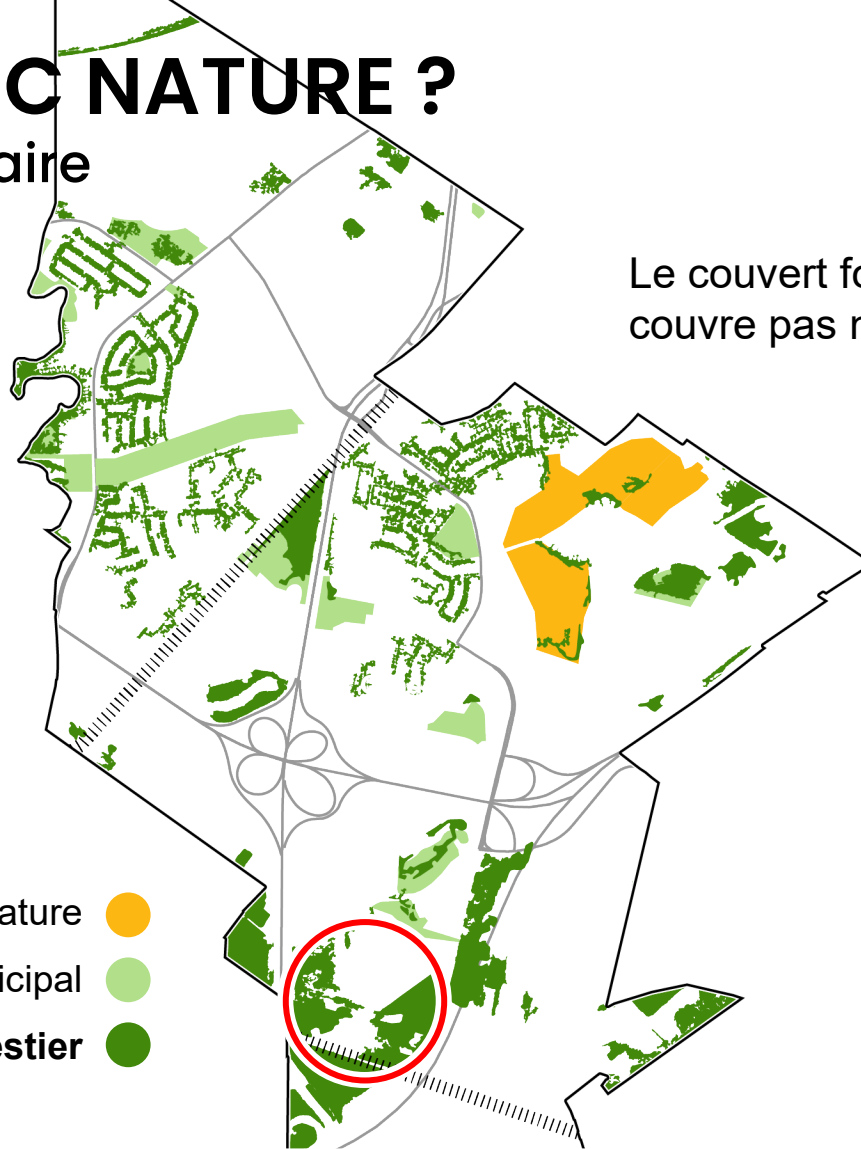 C NATURE ?
aire
Le couvert fo
couvre pas
ature
icipal
estier